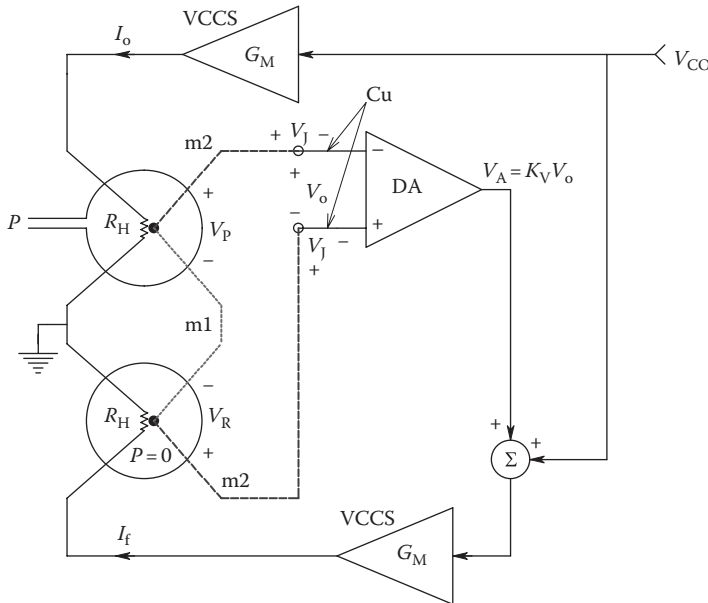 VCCS
I_o
G_M
V_CO
Cu
m2
+ V_J −
−
+
V_o
DA
V_A = K_V V_o
+
P
R_H
V_P
−
−
+
V_J −
+
m1
−
R_H
V_R
P = 0
+
m2
+
+
Σ
VCCS
I_f
G_M